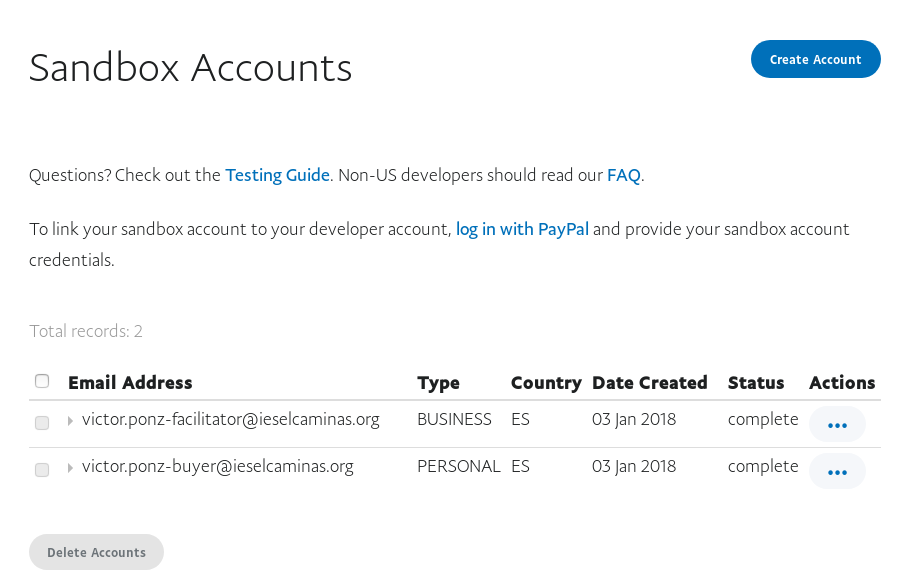 Sandbox Accounts
Create Account
Questions? Check out the Testing Guide. Non-US developers should read our FAQ.
To link your sandbox account to your developer account, log in with PayPal and provide your sandbox account
credentials.
Total records: 2
Email Address Type Country Date Created Status Actions
victor.ponz-facilitator@ieselcaminas.org BUSINESS ES 03 Jan 2018 complete
victor.ponz-buyer@ieselcaminas.org PERSONAL ES 03 Jan 2018 complete
Delete Accounts